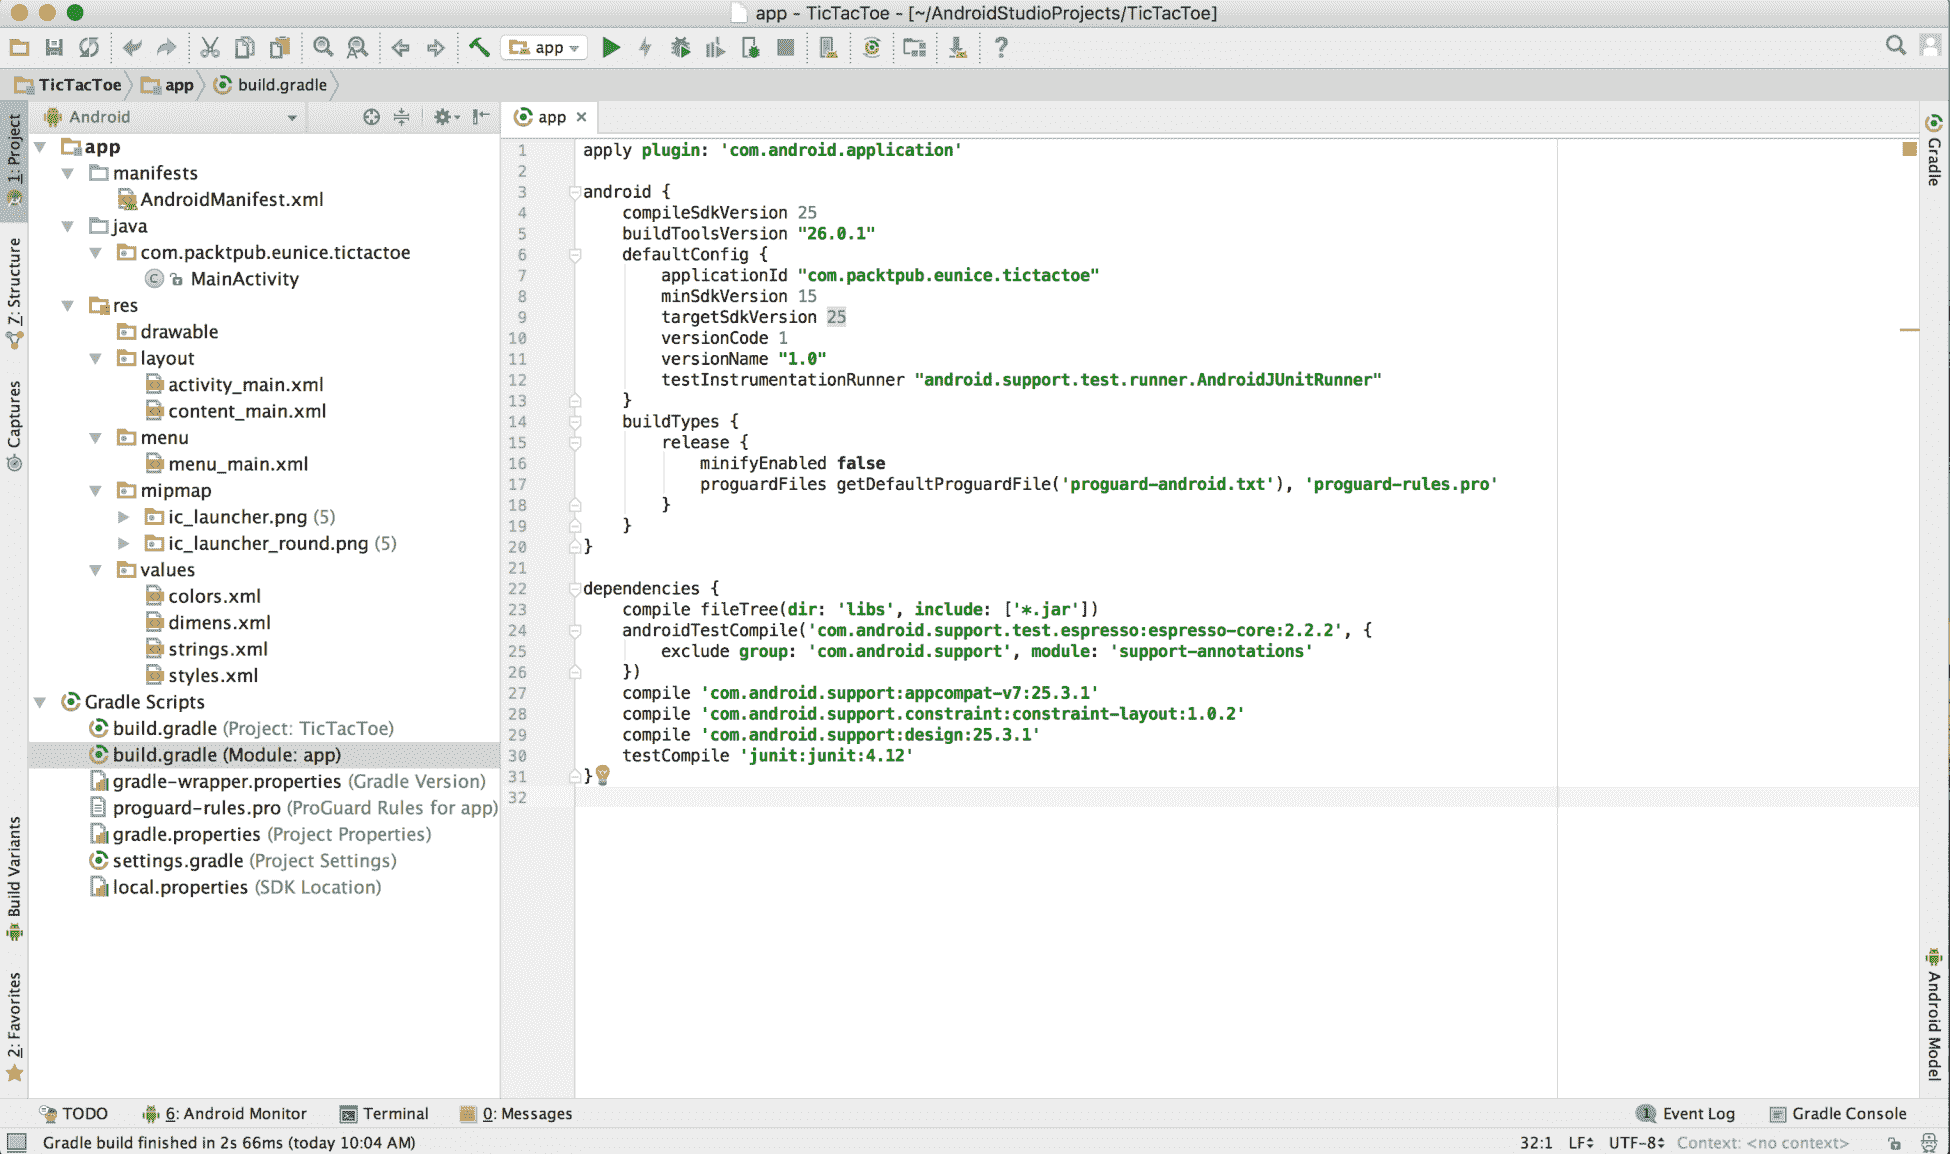 app - TicTacToe - [~/AndroidStudioProjects/TicTacToe]
app
?
TicTacToe app build.gradle
Android
app
1: Project
Z: Structure
Captures
Build Variants
2: Favorites
app
manifests
AndroidManifest.xml
java
com.packtpub.eunice.tictactoe
C MainActivity
res
drawable
layout
activity_main.xml
content_main.xml
menu
menu_main.xml
mipmap
ic_launcher.png (5)
ic_launcher_round.png (5)
values
colors.xml
dimens.xml
strings.xml
styles.xml
Gradle Scripts
build.gradle (Project: TicTacToe)
build.gradle (Module: app)
gradle-wrapper.properties (Gradle Version)
proguard-rules.pro (ProGuard Rules for app)
gradle.properties (Project Properties)
settings.gradle (Project Settings)
local.properties (SDK Location)
1 apply plugin: 'com.android.application'
2
3 android {
4 compileSdkVersion 25
5 buildToolsVersion "26.0.1"
6 defaultConfig {
7 applicationId "com.packtpub.eunice.tictactoe"
8 minSdkVersion 15
9 targetSdkVersion 25
10 versionCode 1
11 versionName "1.0"
12 testInstrumentationRunner "android.support.test.runner.AndroidJUnitRunner"
13 }
14 buildTypes {
15 release {
16 minifyEnabled false
17 proguardFiles getDefaultProguardFile('proguard-android.txt'), 'proguard-rules.pro'
18 }
19 }
20 }
21
22 dependencies {
23 compile fileTree(dir: 'libs', include: ['*.jar'])
24 androidTestCompile('com.android.support.test.espresso:espresso-core:2.2.2', {
25 exclude group: 'com.android.support', module: 'support-annotations'
26 })
27 compile 'com.android.support:appcompat-v7:25.3.1'
28 compile 'com.android.support.constraint:constraint-layout:1.0.2'
29 compile 'com.android.support:design:25.3.1'
30 testCompile 'junit:junit:4.12'
31 }
32
Gradle
Android Model
TODO 6: Android Monitor Terminal 0: Messages 1 Event Log Gradle Console
Gradle build finished in 2s 66ms (today 10:04 AM) 32:1 LF UTF-8 Context: <no context>